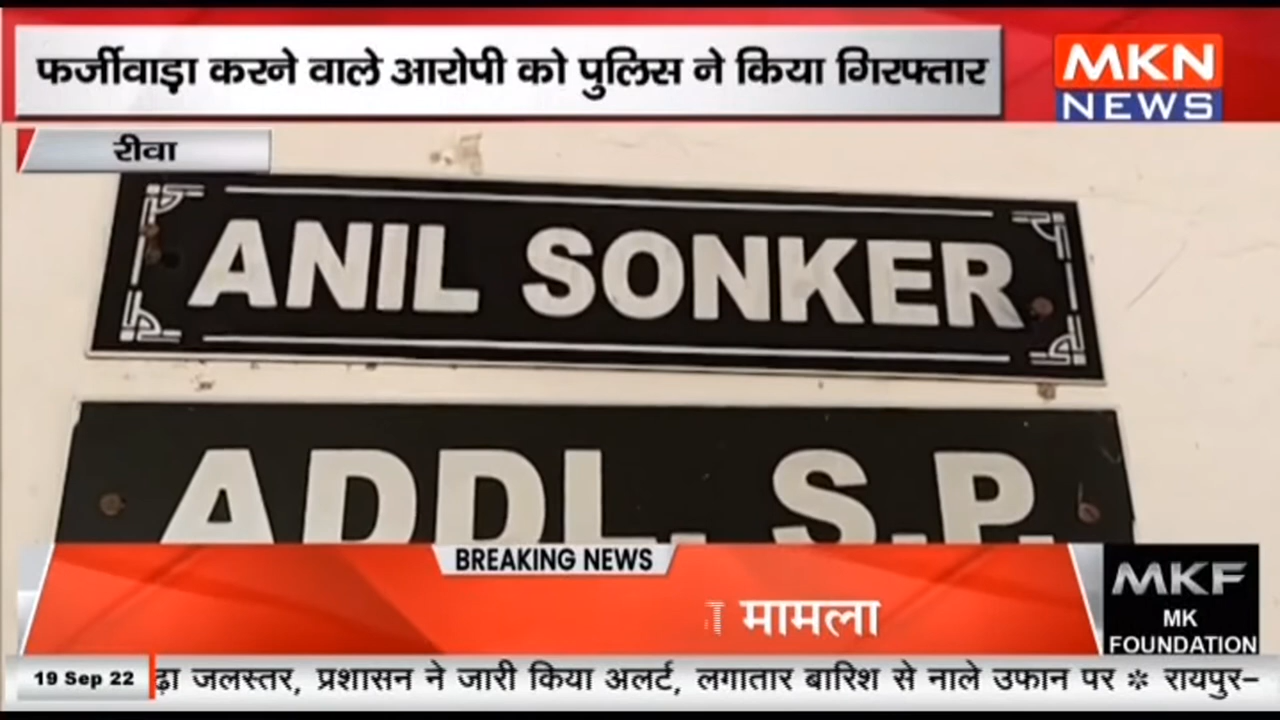 फर्जीवाड़ा करने वाले आरोपी को पुलिस ने किया गिरफ्तार
MKN
NEWS
रीवा
ANIL SONKER
ADDL. S.P.
BREAKING NEWS
मामला
MKF
MK
FOUNDATION
19 Sep 22
जलस्तर, प्रशासन ने जारी किया अलर्ट, लगातार बारिश से नाले उफान पर * रायपुर–